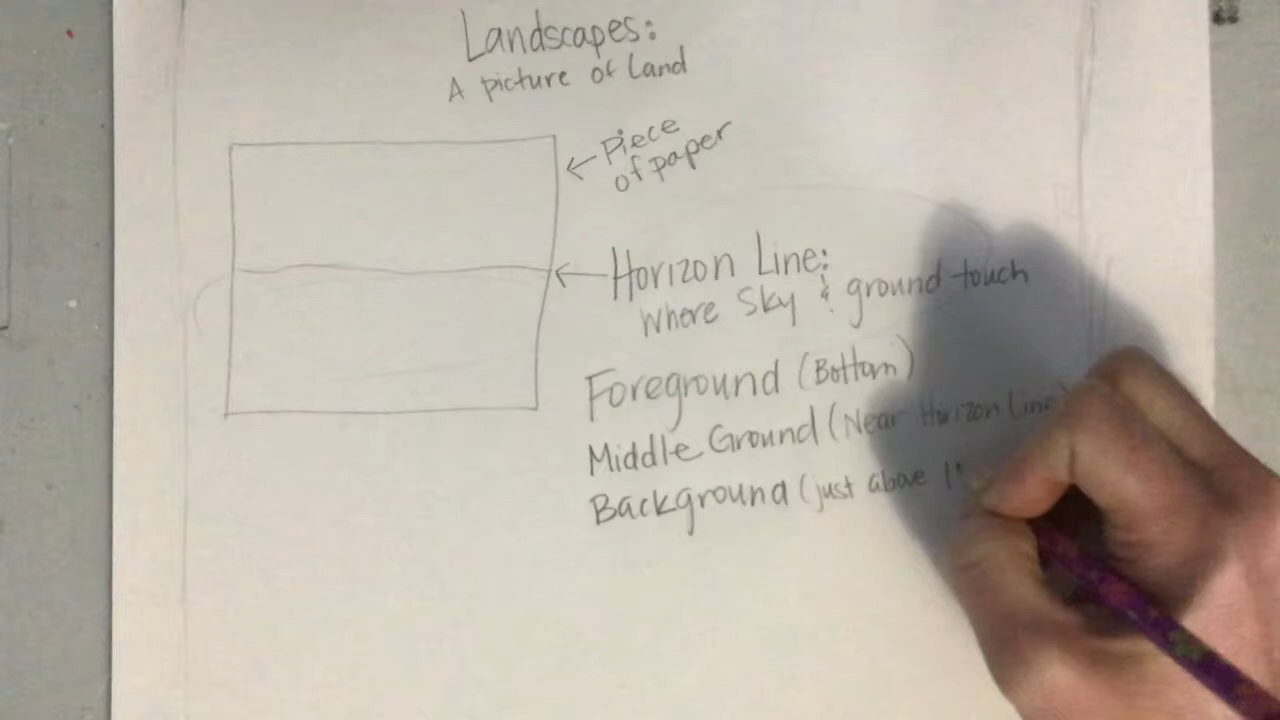 Landscapes:
A picture of Land
← Piece
of paper
← Horizon Line:
Where Sky & ground touch
Foreground (Bottom)
Middle Ground (Near Horizon Line)
Background (just above